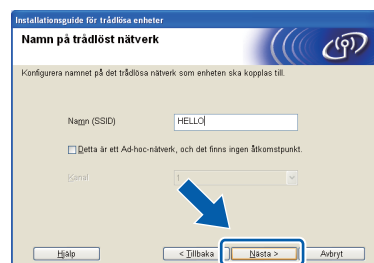 Installationsguide för trådlösa enheter
Namn på trådlöst nätverk
Konfigurera namnet på det trådlösa nätverk som enheten ska kopplas till.
Namn (SSID)
HELLO
Detta är ett Ad-hoc-nätverk, och det finns ingen åtkomstpunkt.
Kanal
1
Hjälp
< Tillbaka
Nästa >
Avbryt